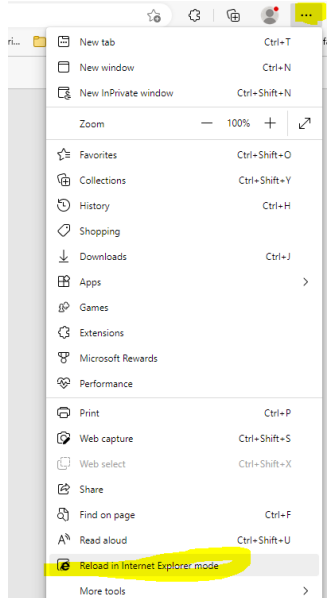 ri...
New tab Ctrl+T
New window Ctrl+N
New InPrivate window Ctrl+Shift+N
Zoom — 100% +
Favorites Ctrl+Shift+O
Collections Ctrl+Shift+Y
History Ctrl+H
Shopping
Downloads Ctrl+J
Apps
Games
Extensions
Microsoft Rewards
Performance
Print Ctrl+P
Web capture Ctrl+Shift+S
Web select Ctrl+Shift+X
Share
Find on page Ctrl+F
Read aloud Ctrl+Shift+U
Reload in Internet Explorer mode
More tools